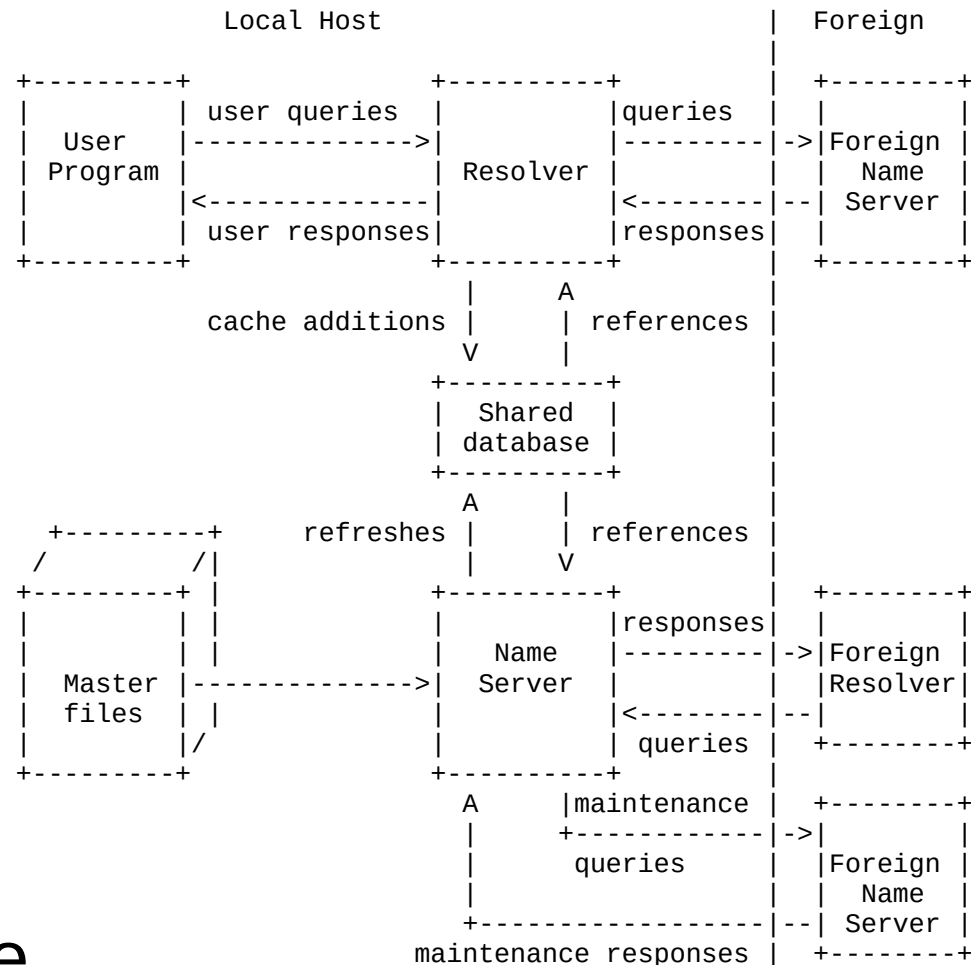 Local Host | Foreign
|
+---------+ +----------+ | +--------+
| | user queries | |queries | | |
| User |-------------->| |---------|->|Foreign |
| Program | | Resolver | | | Name |
| |<--------------| |<--------|--| Server |
| | user responses| |responses| | |
+---------+ +----------+ | +--------+
| A |
cache additions | | references |
V | |
+----------+ |
| Shared | |
| database | |
+----------+ |
A | |
+---------+ refreshes | | references |
/ /| | V |
+---------+ | +----------+ | +--------+
| | | | |responses| | |
| | | | Name |---------|->|Foreign |
| Master |-------------->| Server | | |Resolver|
| files | | | |<--------|--| |
| |/ | | queries | +--------+
+---------+ +----------+ |
A |maintenance | +--------+
| +------------|->| |
| queries | |Foreign |
| | | Name |
+------------------|--| Server |
maintenance responses | +--------+